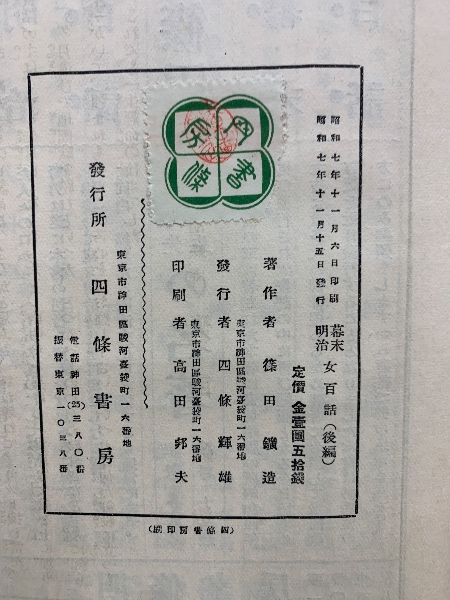 昭和七年十一月六日印刷
昭和七年十一月十五日發行
幕末
明治
女百話(後編)
定價 金壹圓五拾錢
著作者 篠田鑛造
東京市神田區駿河臺袋町一六番地
發行者 四條輝雄
東京市神田區駿河臺袋町一六番地
印刷者 高田邦夫
東京市神田區駿河臺袋町一六番地
發行所 四條書房
電話神田(25)三八〇番
振替東京一〇三八番
四條書房
(四條書房印刷)